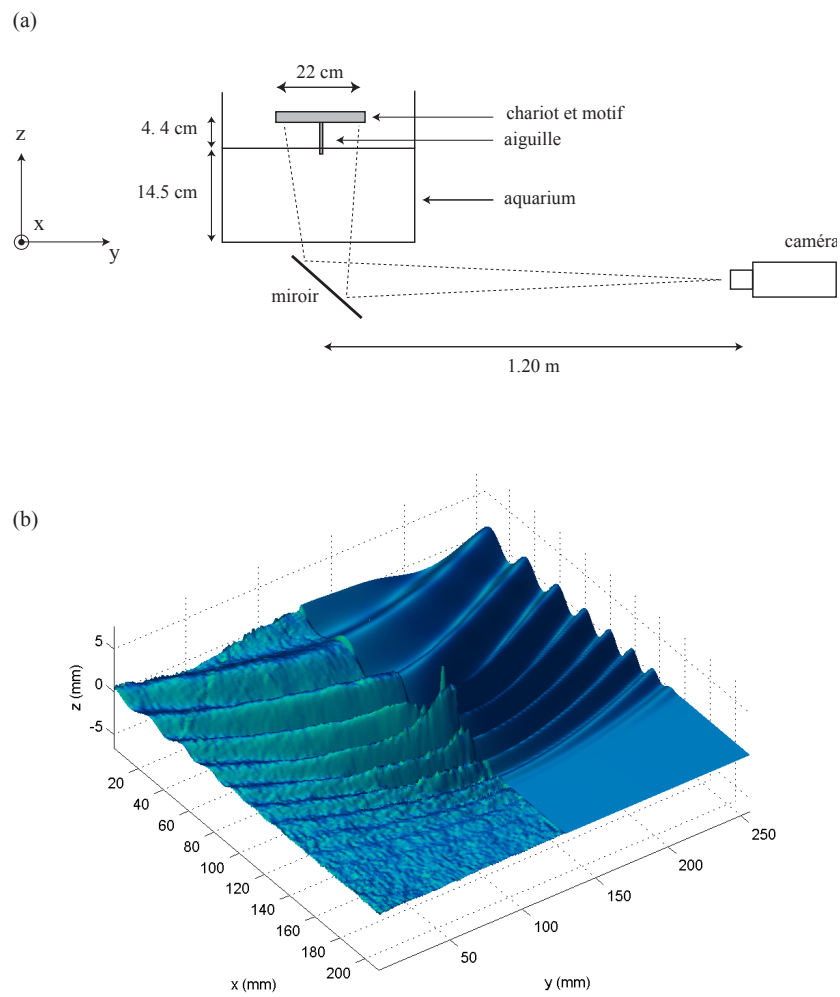 (a)
22 cm
chariot et motif
4. 4 cm
aiguille
z
14.5 cm
aquarium
x
y
caméra
miroir
1.20 m
(b)
5
0
-5
z (mm)
20
40
60
80
100
120
140
160
180
200
x (mm)
50
100
150
200
250
y (mm)